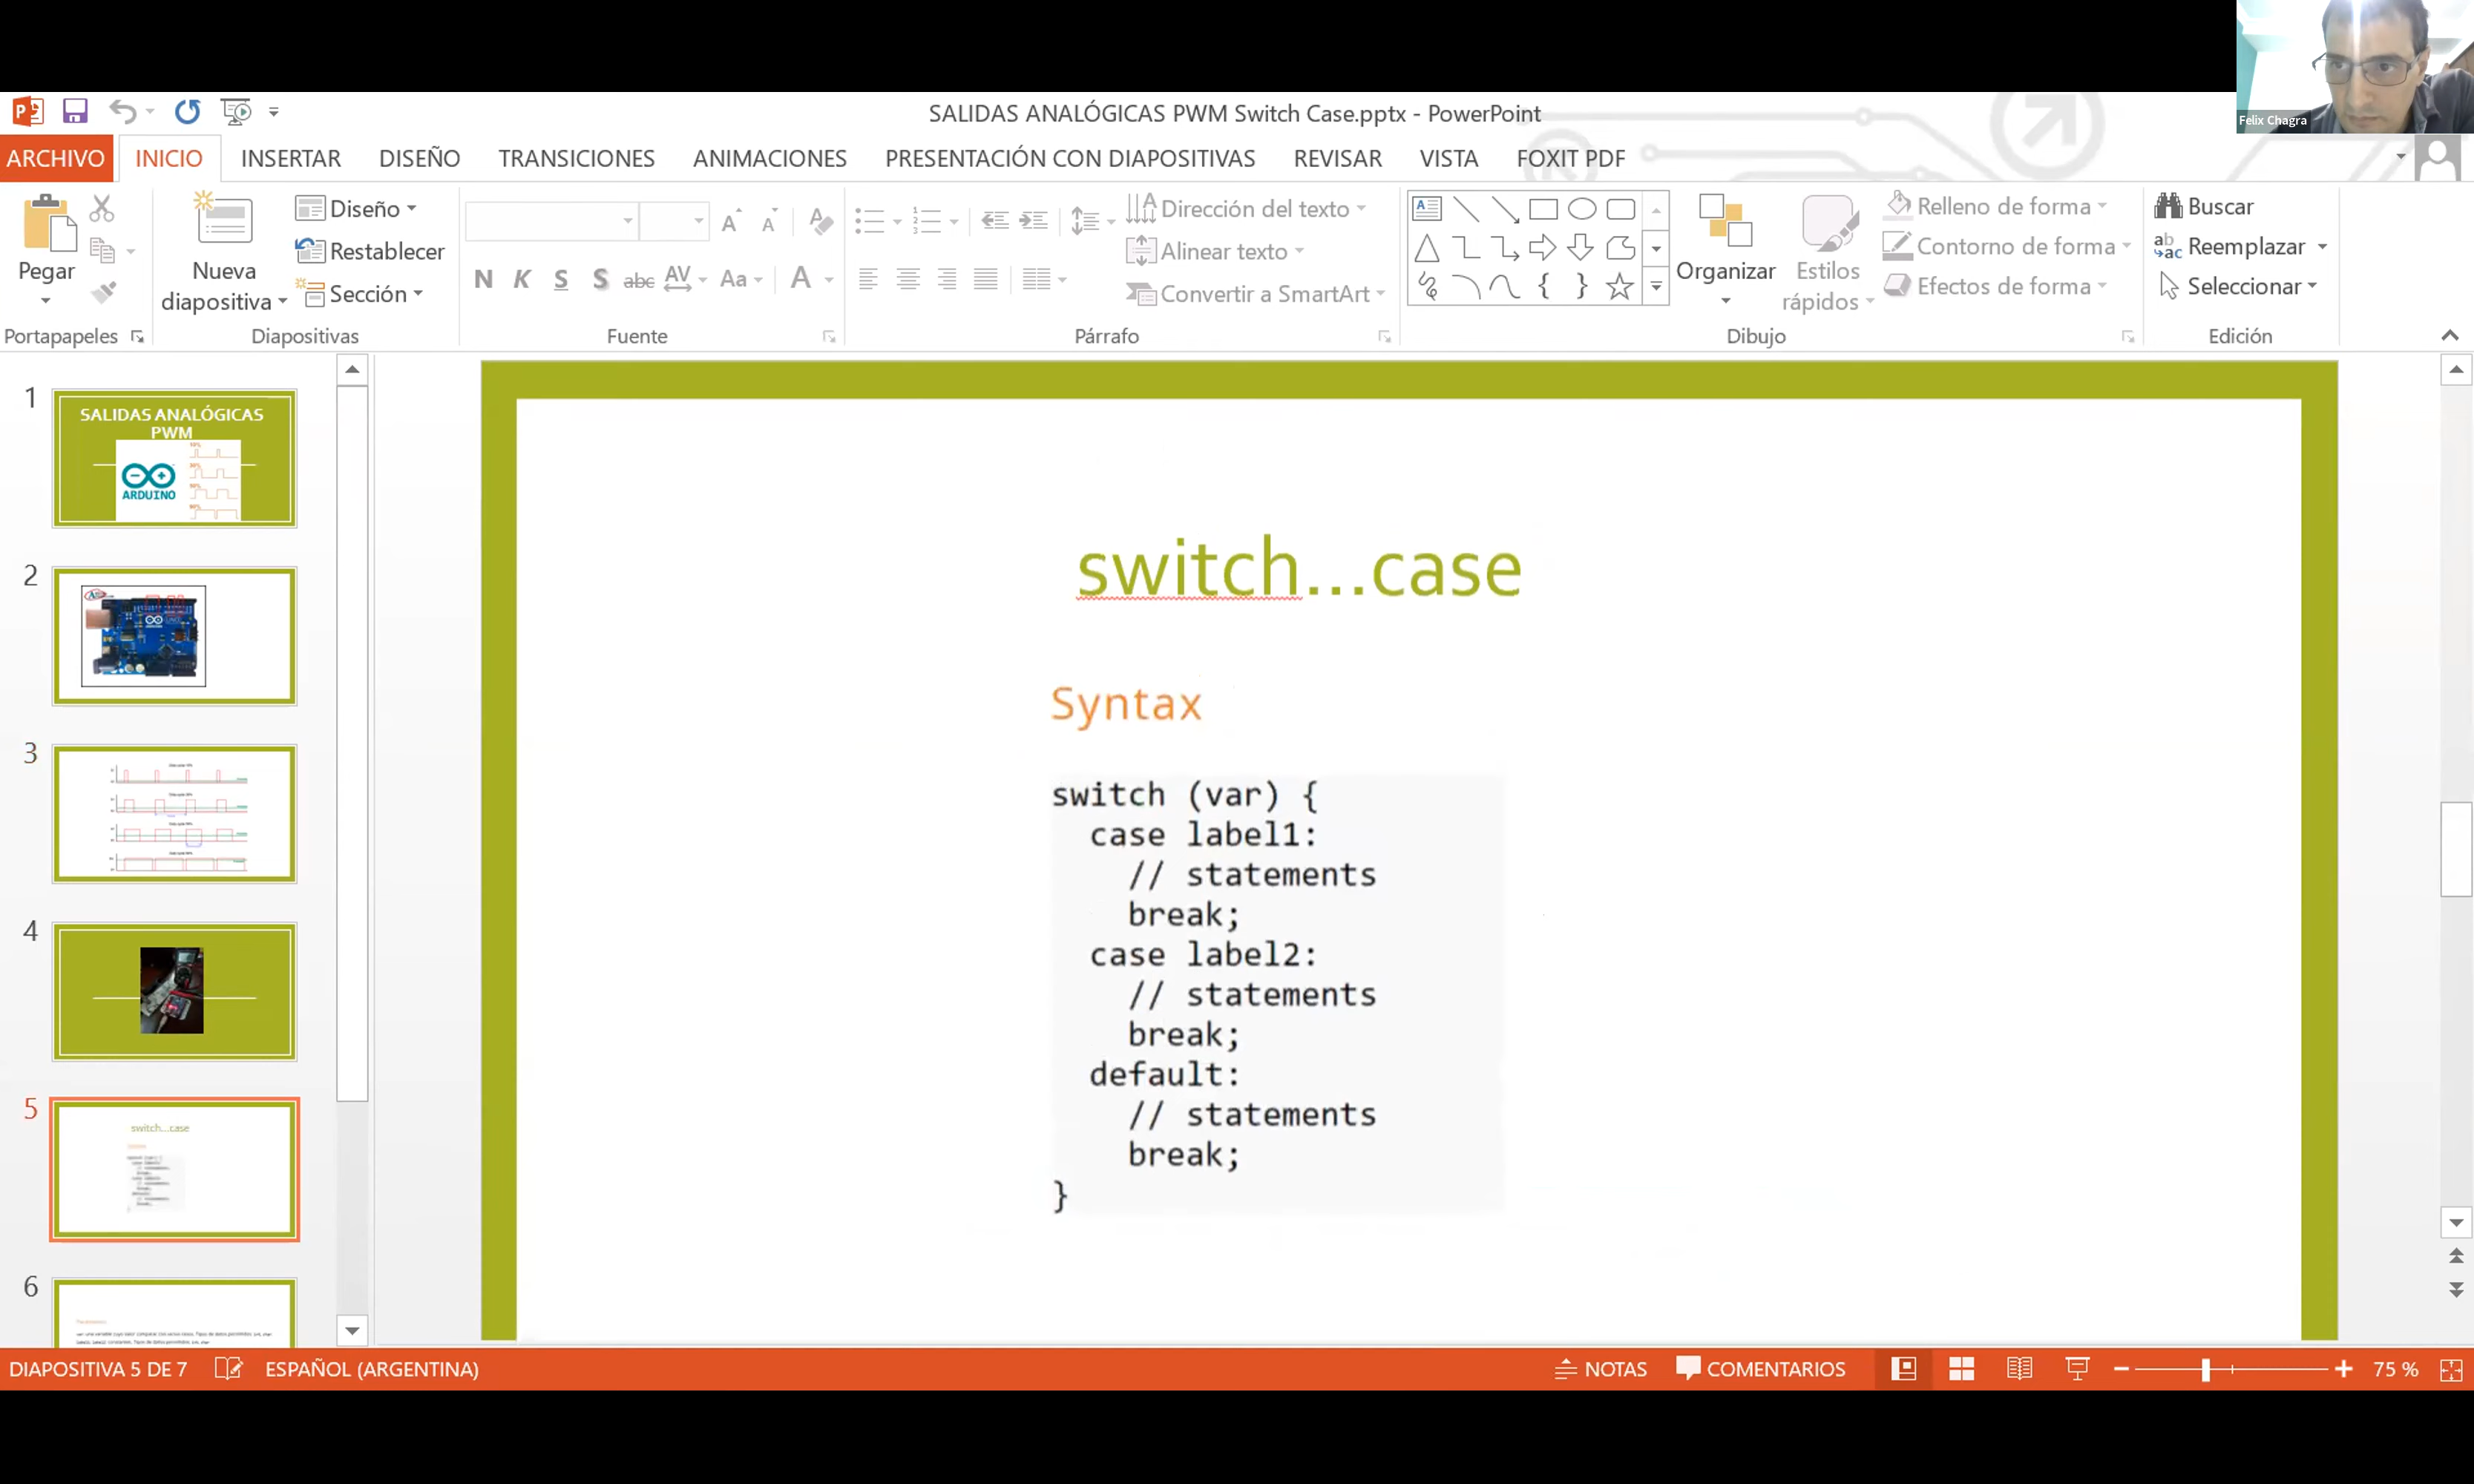 Felix Chagra
SALIDAS ANALÓGICAS PWM Switch Case.pptx - PowerPoint
ARCHIVO INICIO INSERTAR DISEÑO TRANSICIONES ANIMACIONES PRESENTACIÓN CON DIAPOSITIVAS REVISAR VISTA FOXIT PDF
Pegar
Nueva
diapositiva
Diseño
Restablecer
Sección
N K S S abc AV Aa A
Dirección del texto
Alinear texto
Convertir a SmartArt
Organizar
Estilos
rápidos
Relleno de forma
Contorno de forma
Efectos de forma
Buscar
Reemplazar
Seleccionar
Portapapeles Diapositivas Fuente Párrafo Dibujo Edición
1
SALIDAS ANALÓGICAS
PWM
ARDUINO
2
3
4
5
switch...case
6
switch...case
Syntax
switch (var) {
case label1:
// statements
break;
case label2:
// statements
break;
default:
// statements
break;
}
DIAPOSITIVA 5 DE 7 ESPAÑOL (ARGENTINA) NOTAS COMENTARIOS 75 %